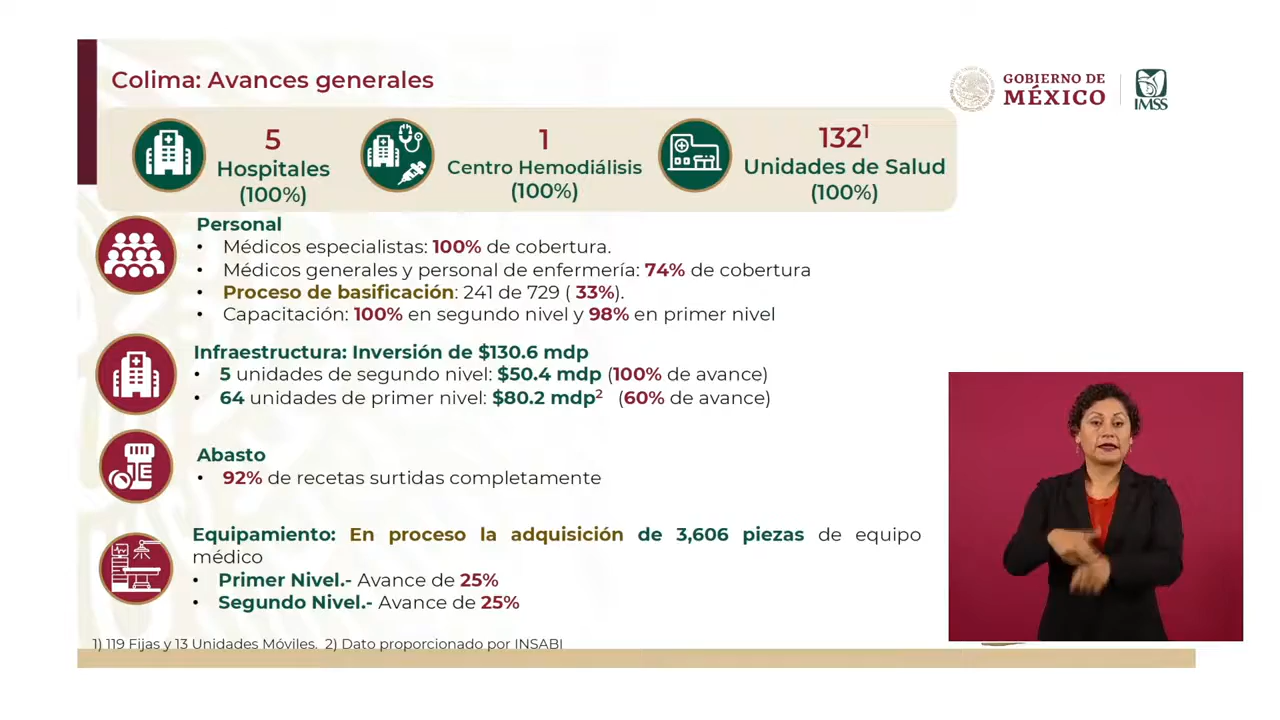 Colima: Avances generales
GOBIERNO DE
MÉXICO
IMSS
5
Hospitales
(100%)
1
Centro Hemodiálisis
(100%)
132¹
Unidades de Salud
(100%)
Personal
• Médicos especialistas: 100% de cobertura.
• Médicos generales y personal de enfermería: 74% de cobertura
• Proceso de basificación: 241 de 729 ( 33%).
• Capacitación: 100% en segundo nivel y 98% en primer nivel
Infraestructura: Inversión de $130.6 mdp
• 5 unidades de segundo nivel: $50.4 mdp (100% de avance)
• 64 unidades de primer nivel: $80.2 mdp² (60% de avance)
Abasto
• 92% de recetas surtidas completamente
Equipamiento: En proceso la adquisición de 3,606 piezas de equipo
médico
• Primer Nivel.- Avance de 25%
• Segundo Nivel.- Avance de 25%
1) 119 Fijas y 13 Unidades Móviles. 2) Dato proporcionado por INSABI